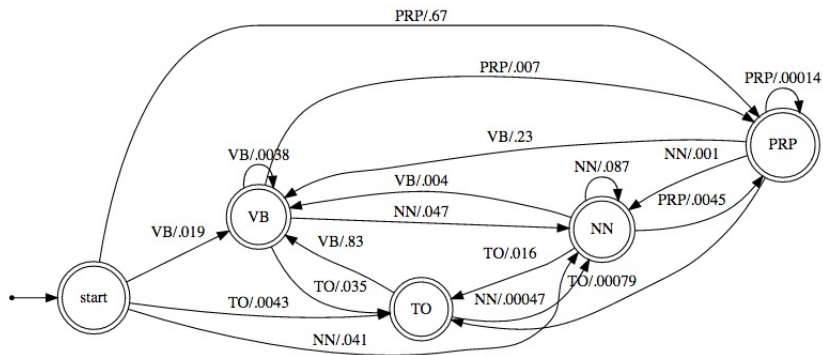 PRP/.67
PRP/.007
PRP/.00014
VB/.23
PRP
NN/.001
VB/.0038
VB/.004
NN/.087
PRP/.0045
VB
NN/.047
NN
VB/.019
VB/.83
TO/.016
TO/.00079
start
TO/.0043
TO/.035
TO
NN/.00047
NN/.041